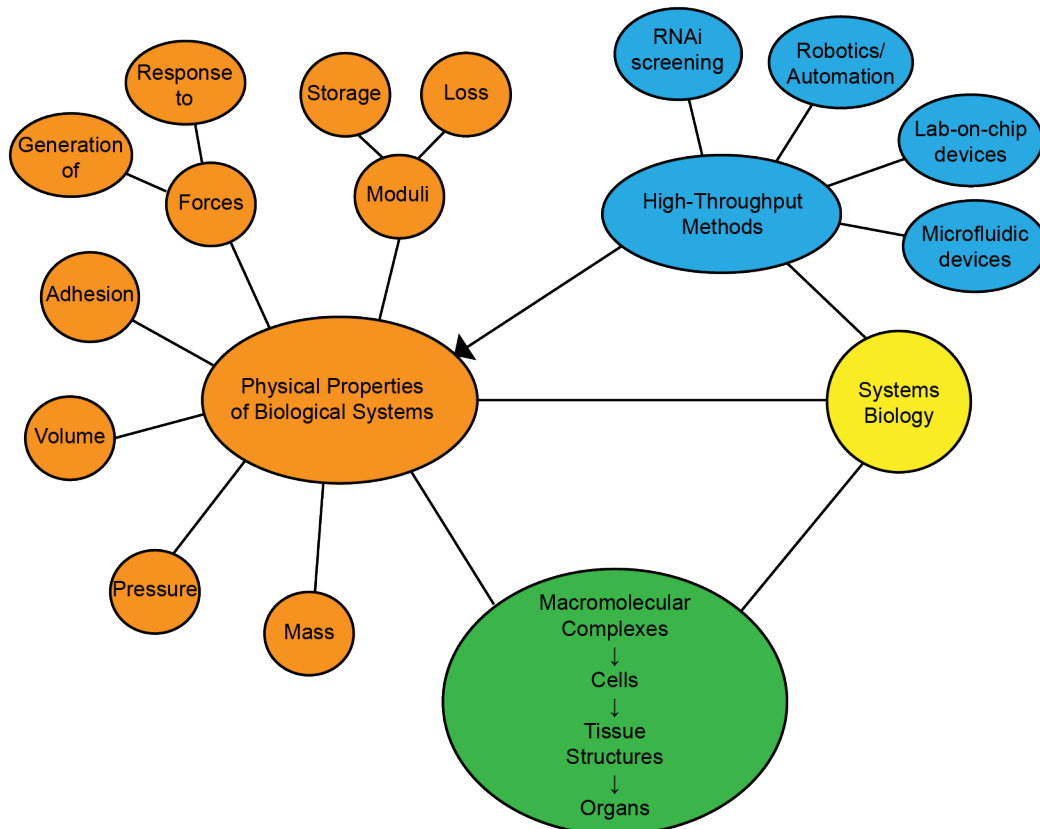 Response
to
Generation
of
Forces
Storage
Loss
Moduli
RNAi
screening
Robotics/
Automation
Lab-on-chip
devices
High-Throughput
Methods
Microfluidic
devices
Adhesion
Physical Properties
of Biological Systems
Systems
Biology
Volume
Pressure
Mass
Macromolecular
Complexes
↓
Cells
↓
Tissue
Structures
↓
Organs